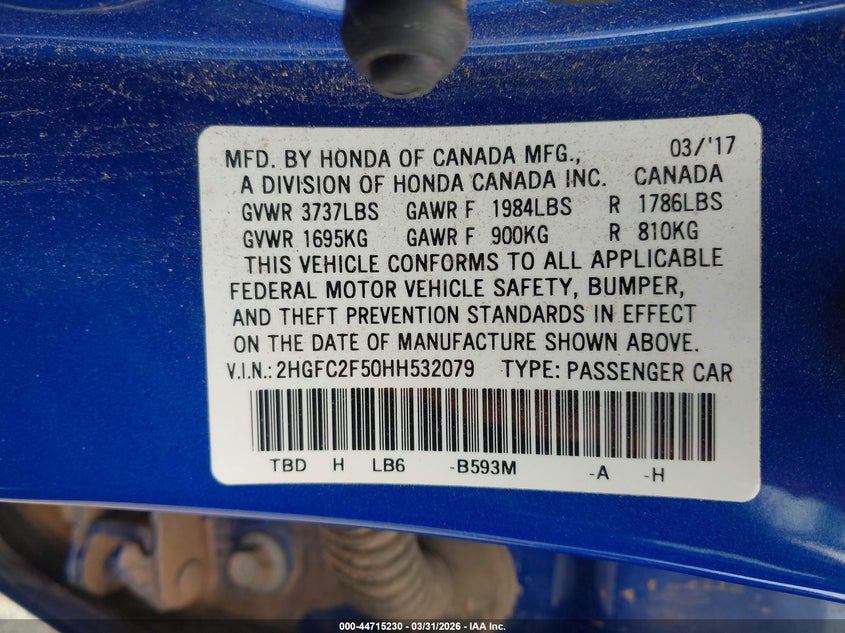 MFD. BY HONDA OF CANADA MFG., 03/'17
A DIVISION OF HONDA CANADA INC. CANADA
GVWR 3737LBS GAWR F 1984LBS R 1786LBS
GVWR 1695KG GAWR F 900KG R 810KG
THIS VEHICLE CONFORMS TO ALL APPLICABLE
FEDERAL MOTOR VEHICLE SAFETY, BUMPER,
AND THEFT PREVENTION STANDARDS IN EFFECT
ON THE DATE OF MANUFACTURE SHOWN ABOVE.
V.I.N.: 2HGFC2F50HH532079 TYPE: PASSENGER CAR
TBD H LB6 -B593M -A -H
000-44715230 - 03/31/2026 - IAA Inc.